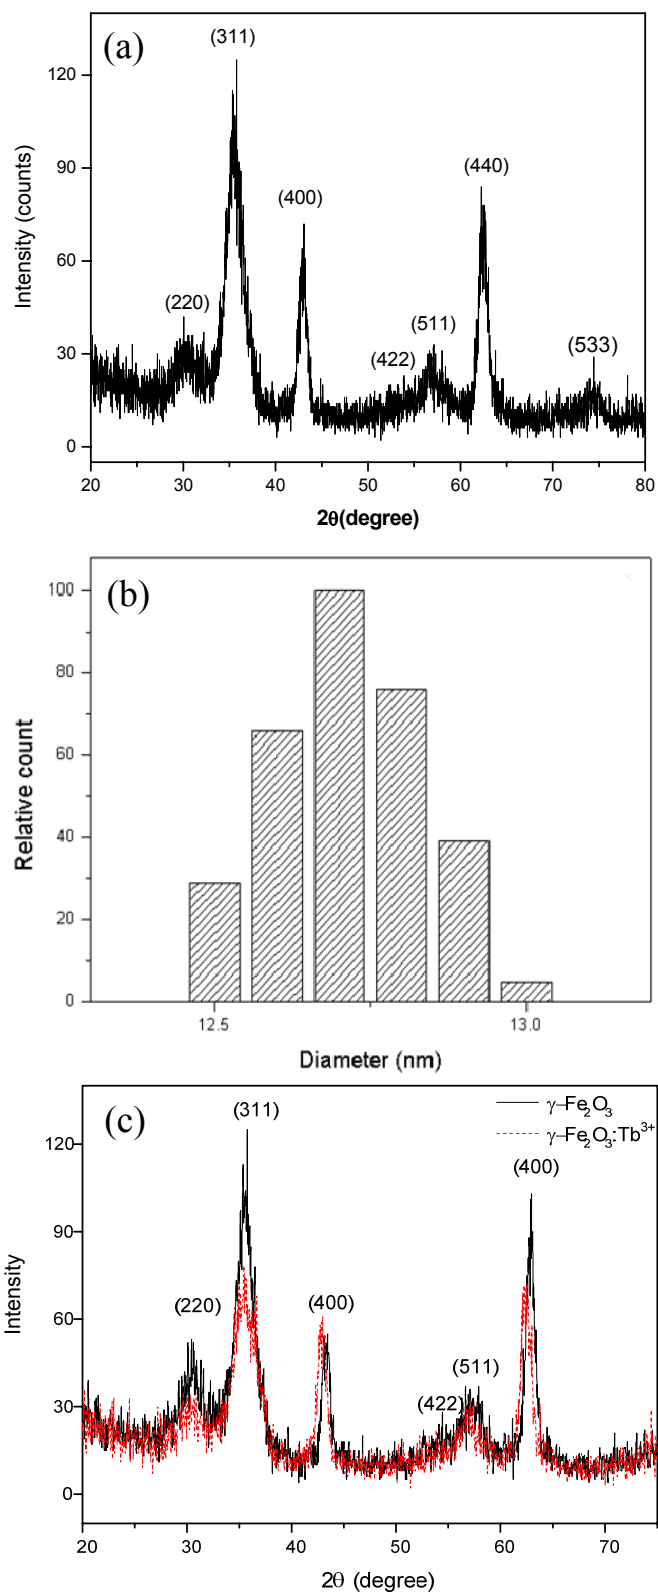 (a)
(311)
(400)
(440)
(220)
(511)
(422)
(533)
Intensity (counts)
120
90
60
30
0
20 30 40 50 60 70 80
2θ(degree)
(b)
Relative count
100
80
60
40
20
0
12.5 13.0
Diameter (nm)
(c)
(311)
γ–Fe2O3
γ–Fe2O3:Tb3+
(400)
(220)
(400)
(511)
(422)
Intensity
120
90
60
30
0
20 30 40 50 60 70
2θ (degree)